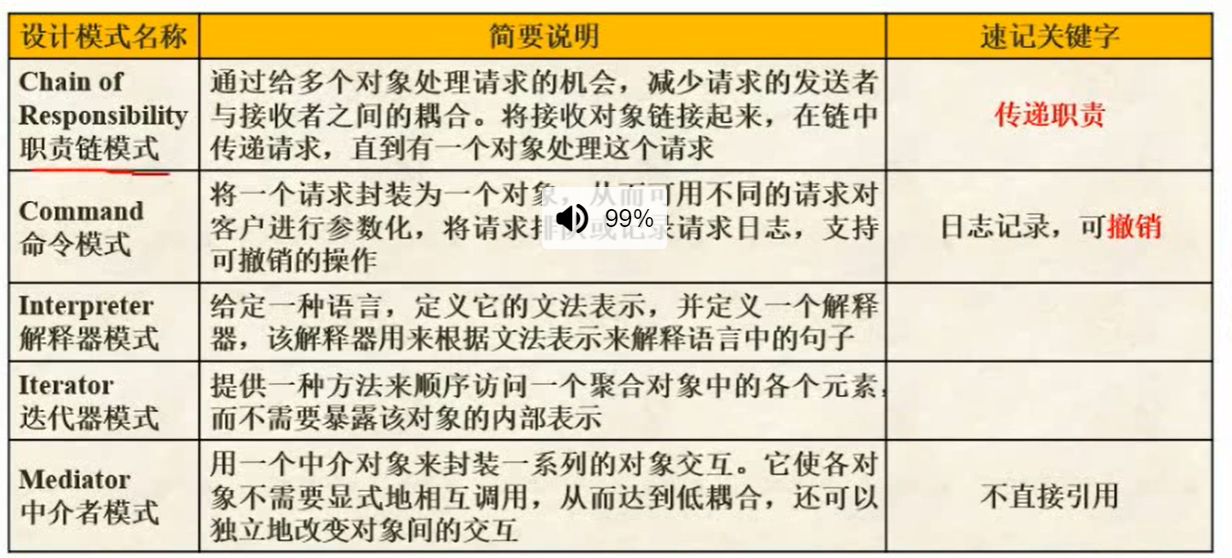 设计模式名称 简要说明 速记关键字
Chain of
Responsibility
职责链模式
通过给多个对象处理请求的机会，减少请求的发送者
与接收者之间的耦合。将接收对象链接起来，在链中
传递请求，直到有一个对象处理这个请求
传递职责
Command
命令模式
将一个请求封装为一个对象，从而可用不同的请求对
客户进行参数化，将请求排队或记录请求日志，支持
可撤销的操作
99%
日志记录，可撤销
Interpreter
解释器模式
给定一种语言，定义它的文法表示，并定义一个解释
器，该解释器用来根据文法表示来解释语言中的句子
Iterator
迭代器模式
提供一种方法来顺序访问一个聚合对象中的各个元素，
而不需要暴露该对象的内部表示
Mediator
中介者模式
用一个中介对象来封装一系列的对象交互。它使各对
象不需要显式地相互调用，从而达到低耦合，还可以
独立地改变对象间的交互
不直接引用